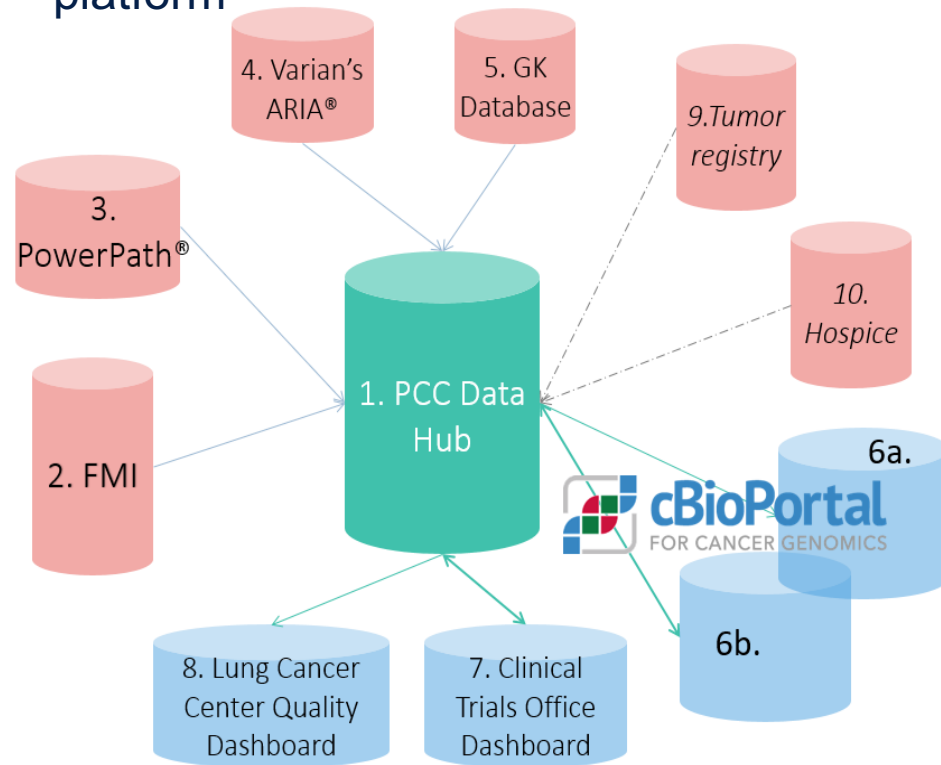 platform
4. Varian's
ARIA®
5. GK
Database
9.Tumor
registry
3.
PowerPath®
10.
Hospice
1. PCC Data
Hub
2. FMI
6a.
cBioPortal
FOR CANCER GENOMICS
6b.
8. Lung Cancer
Center Quality
Dashboard
7. Clinical
Trials Office
Dashboard